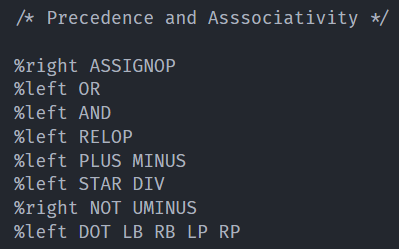 /* Precedence and Asssociativity */
%right ASSIGNOP
%left OR
%left AND
%left RELOP
%left PLUS MINUS
%left STAR DIV
%right NOT UMINUS
%left DOT LB RB LP RP